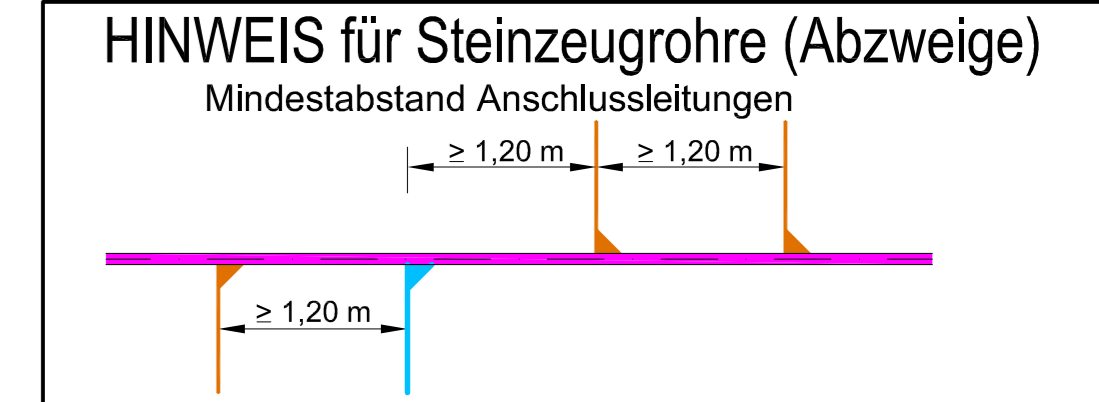 HINWEIS für Steinzeugrohre (Abzweige)
Mindestabstand Anschlussleitungen
≥ 1,20 m
≥ 1,20 m
≥ 1,20 m